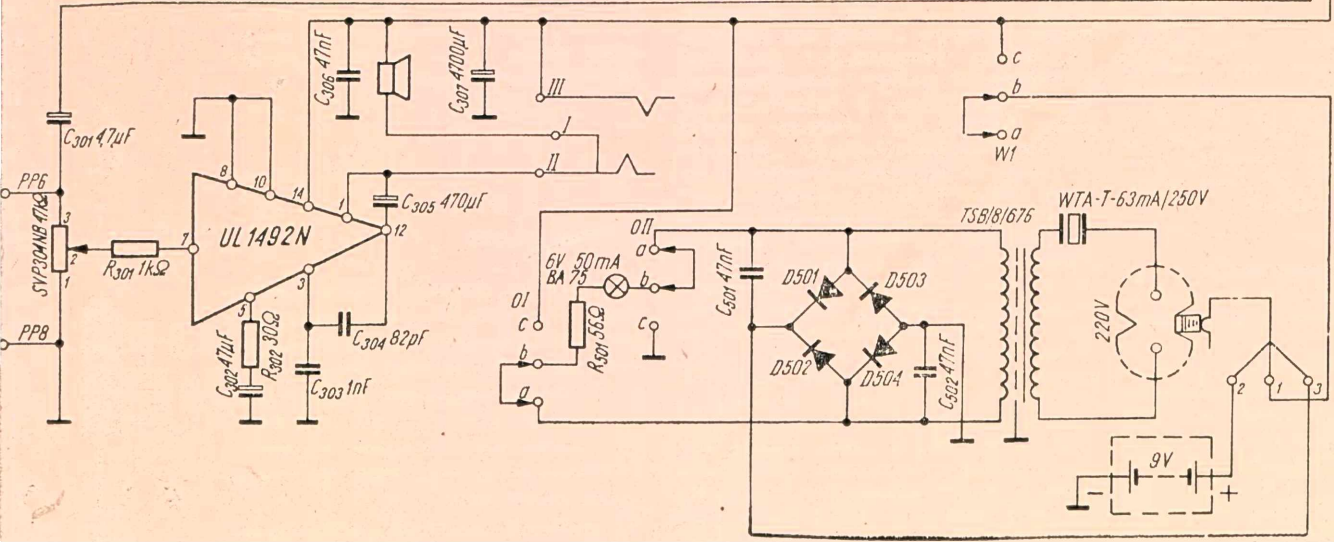 C306 47nF
C307 4700µF
III
I
II
c
b
a
W1
C301 4,7µF
8
10
14
1
12
7
3
5
UL1492N
C305 470µF
PP6
SVP304NB 47kΩ
3
2
1
PP8
R301 1kΩ
C302 47µF
R302 30Ω
C303 1nF
C304 82pF
OI
c
b
a
OII
a
b
c
6V 50mA
BA 75
R501 56Ω
C501 47nF
D501
D503
D502
D504
C502 47nF
TSB/8/676
WTA-T-63mA/250V
220V
2
1
3
9V
-
+